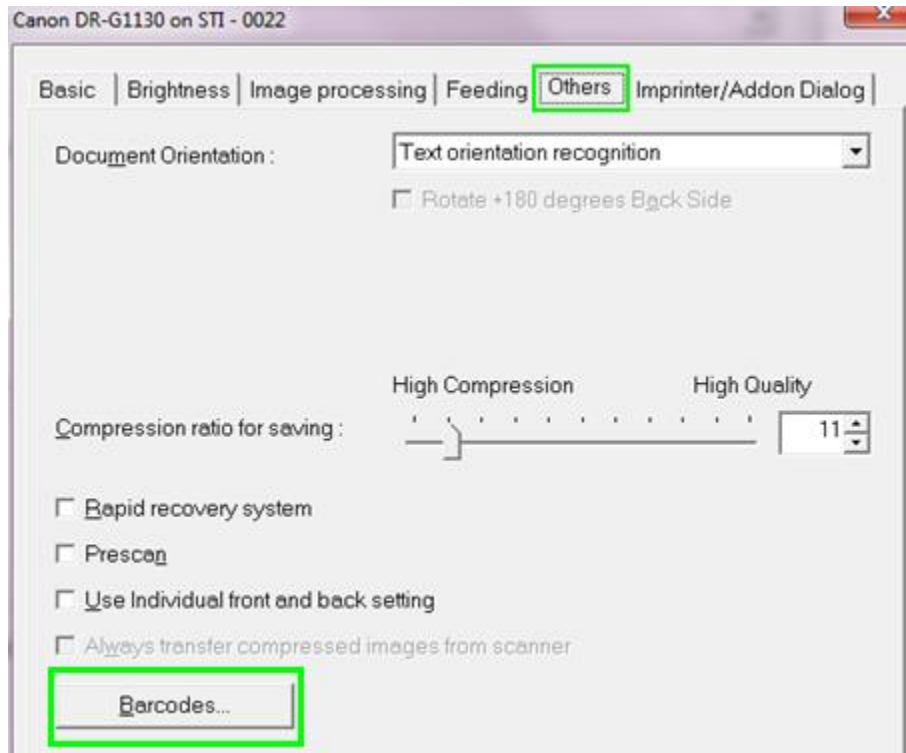 Canon DR-G1130 on STI - 0022
Basic Brightness Image processing Feeding Others Imprinter/Addon Dialog
Document Orientation : Text orientation recognition
Rotate +180 degrees Back Side
High Compression High Quality
Compression ratio for saving : 11
Rapid recovery system
Prescan
Use Individual front and back setting
Always transfer compressed images from scanner
Barcodes...